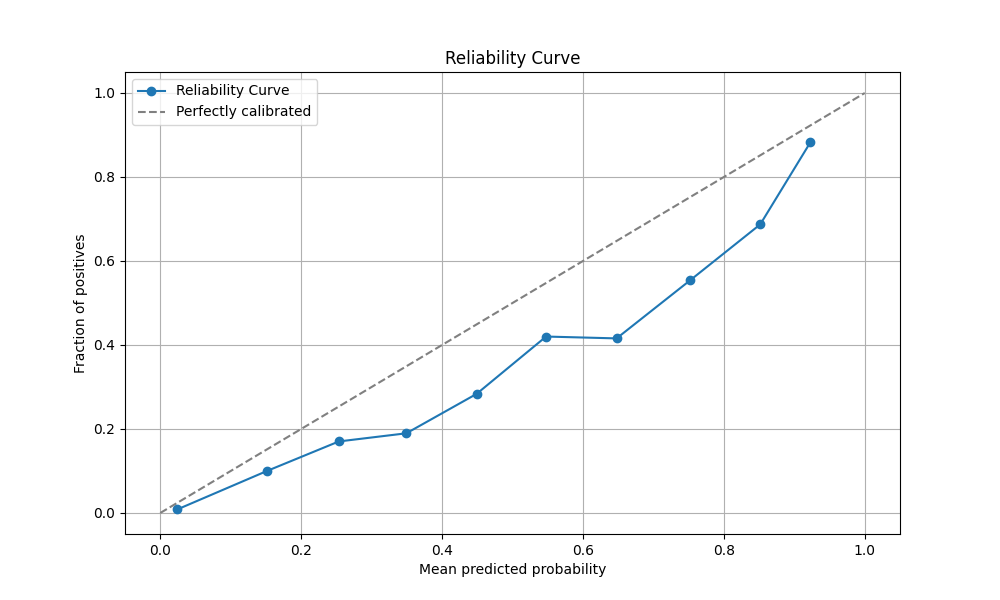 Reliability Curve
Reliability Curve
Perfectly calibrated
1.0
0.8
0.6
0.4
0.2
0.0
Fraction of positives
0.0 0.2 0.4 0.6 0.8 1.0
Mean predicted probability